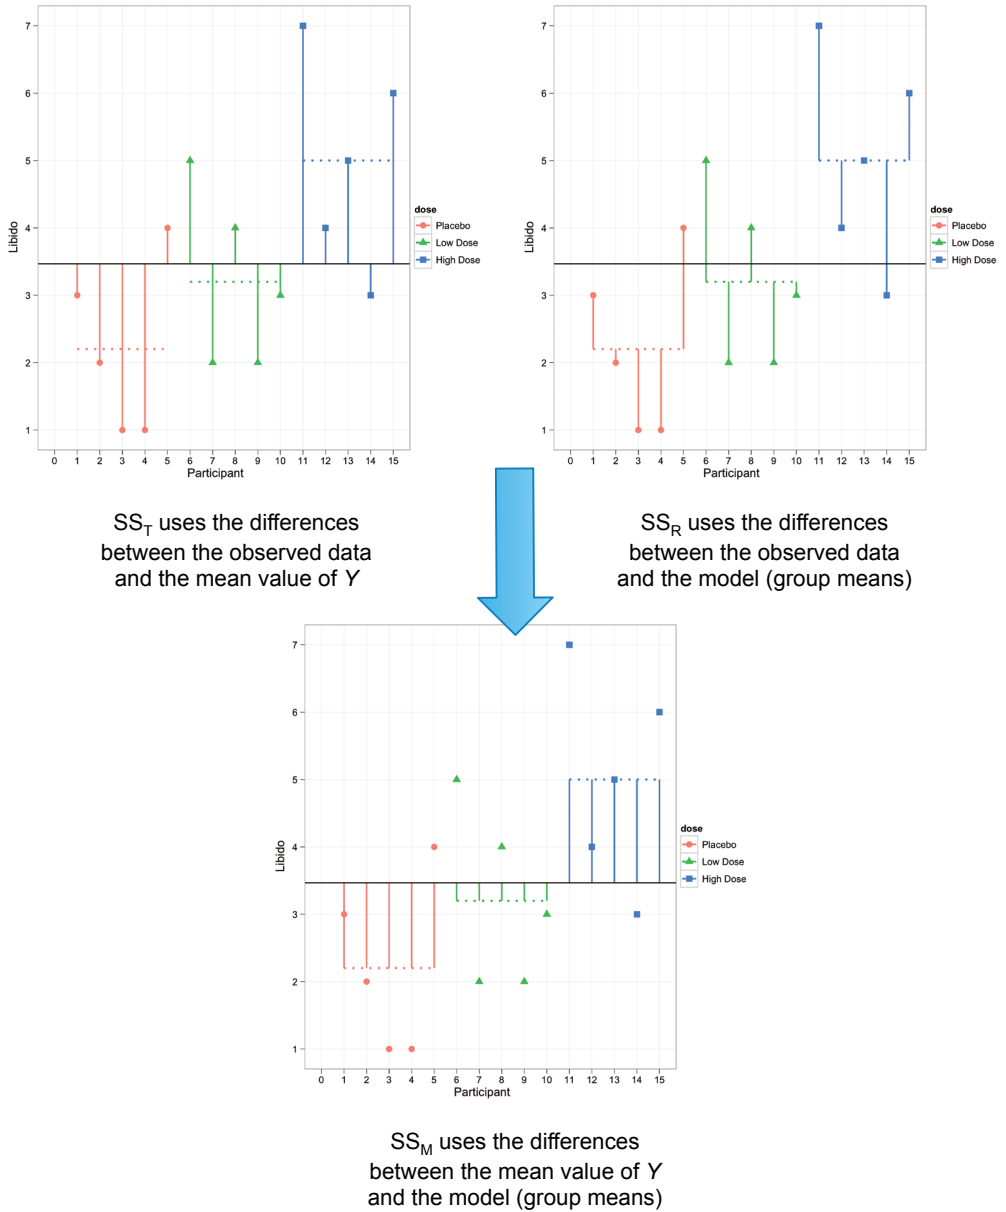 7
6
5
4
3
2
1
Libido
0 1 2 3 4 5 6 7 8 9 10 11 12 13 14 15
Participant
dose
Placebo
Low Dose
High Dose
SST uses the differences
between the observed data
and the mean value of Y
7
6
5
4
3
2
1
0 1 2 3 4 5 6 7 8 9 10 11 12 13 14 15
Participant
dose
Placebo
Low Dose
High Dose
SSR uses the differences
between the observed data
and the model (group means)
7
6
5
4
3
2
1
Libido
0 1 2 3 4 5 6 7 8 9 10 11 12 13 14 15
Participant
dose
Placebo
Low Dose
High Dose
SSM uses the differences
between the mean value of Y
and the model (group means)